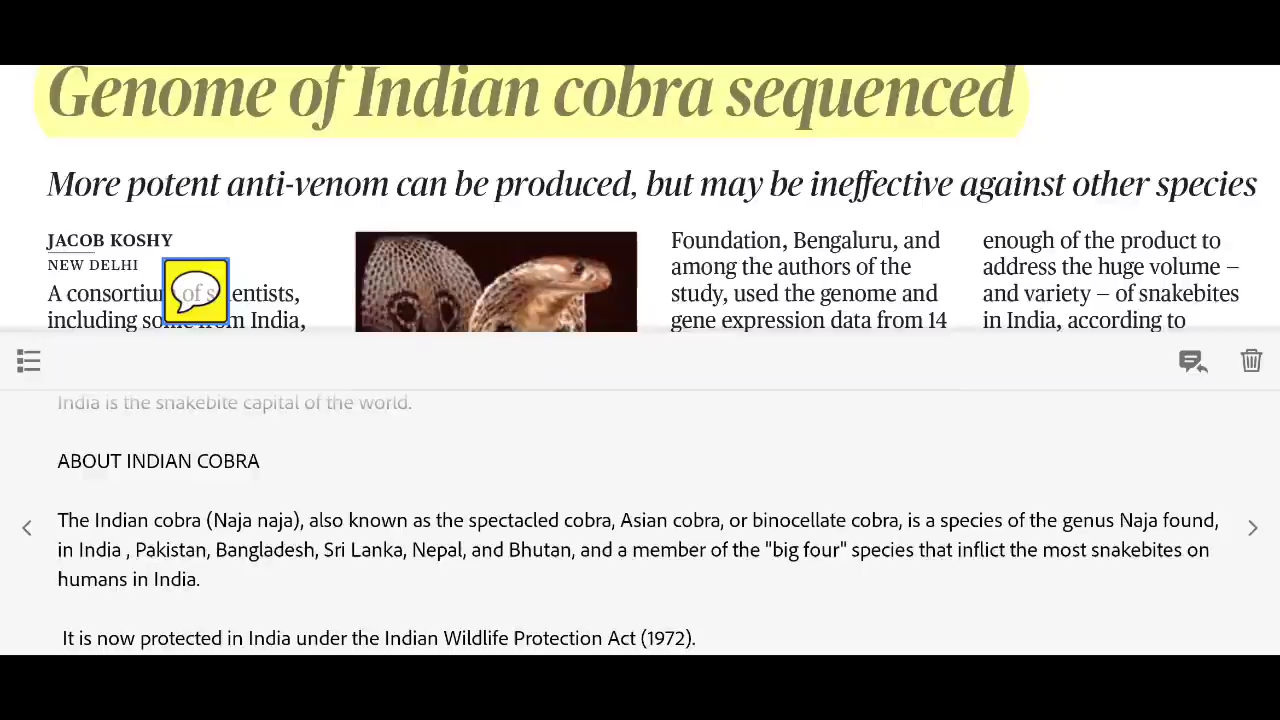 Genome of Indian cobra sequenced
More potent anti-venom can be produced, but may be ineffective against other species
JACOB KOSHY
NEW DELHI
A consortium of scientists,
including some from India,
Foundation, Bengaluru, and
among the authors of the
study, used the genome and
gene expression data from 14
enough of the product to
address the huge volume –
and variety – of snakebites
in India, according to
India is the snakebite capital of the world.
ABOUT INDIAN COBRA
The Indian cobra (Naja naja), also known as the spectacled cobra, Asian cobra, or binocellate cobra, is a species of the genus Naja found,
in India , Pakistan, Bangladesh, Sri Lanka, Nepal, and Bhutan, and a member of the "big four" species that inflict the most snakebites on
humans in India.
It is now protected in India under the Indian Wildlife Protection Act (1972).